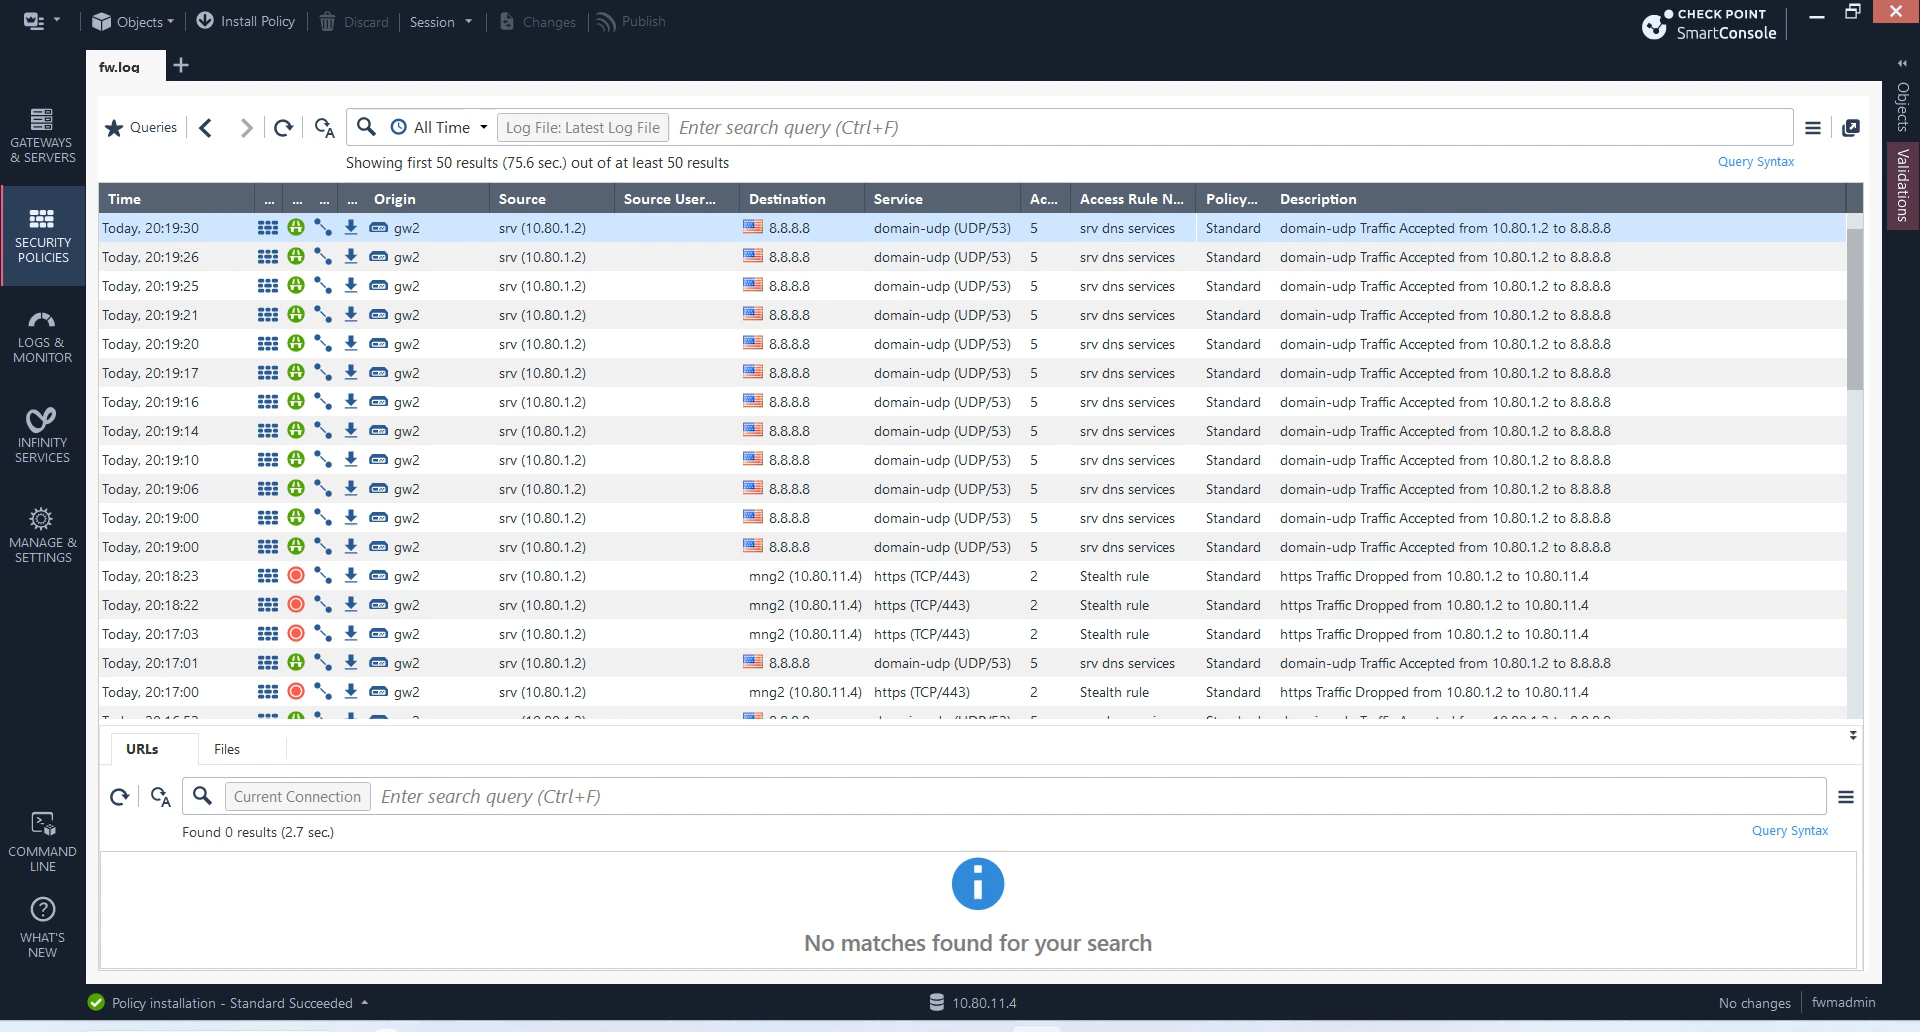 Objects
Install Policy
Discard
Session
Changes
Publish
CHECK POINT
SmartConsole
fw.log
GATEWAYS
& SERVERS
SECURITY
POLICIES
LOGS &
MONITOR
INFINITY
SERVICES
MANAGE &
SETTINGS
COMMAND
LINE
WHAT'S
NEW
Objects
Validations
Queries
All Time
Log File: Latest Log File
Enter search query (Ctrl+F)
Showing first 50 results (75.6 sec.) out of at least 50 results
Query Syntax
Time ... ... ... ... Origin Source Source User... Destination Service Ac... Access Rule N... Policy... Description
Today, 20:19:30 gw2 srv (10.80.1.2) 8.8.8.8 domain-udp (UDP/53) 5 srv dns services Standard domain-udp Traffic Accepted from 10.80.1.2 to 8.8.8.8
Today, 20:19:26 gw2 srv (10.80.1.2) 8.8.8.8 domain-udp (UDP/53) 5 srv dns services Standard domain-udp Traffic Accepted from 10.80.1.2 to 8.8.8.8
Today, 20:19:25 gw2 srv (10.80.1.2) 8.8.8.8 domain-udp (UDP/53) 5 srv dns services Standard domain-udp Traffic Accepted from 10.80.1.2 to 8.8.8.8
Today, 20:19:21 gw2 srv (10.80.1.2) 8.8.8.8 domain-udp (UDP/53) 5 srv dns services Standard domain-udp Traffic Accepted from 10.80.1.2 to 8.8.8.8
Today, 20:19:20 gw2 srv (10.80.1.2) 8.8.8.8 domain-udp (UDP/53) 5 srv dns services Standard domain-udp Traffic Accepted from 10.80.1.2 to 8.8.8.8
Today, 20:19:17 gw2 srv (10.80.1.2) 8.8.8.8 domain-udp (UDP/53) 5 srv dns services Standard domain-udp Traffic Accepted from 10.80.1.2 to 8.8.8.8
Today, 20:19:16 gw2 srv (10.80.1.2) 8.8.8.8 domain-udp (UDP/53) 5 srv dns services Standard domain-udp Traffic Accepted from 10.80.1.2 to 8.8.8.8
Today, 20:19:14 gw2 srv (10.80.1.2) 8.8.8.8 domain-udp (UDP/53) 5 srv dns services Standard domain-udp Traffic Accepted from 10.80.1.2 to 8.8.8.8
Today, 20:19:10 gw2 srv (10.80.1.2) 8.8.8.8 domain-udp (UDP/53) 5 srv dns services Standard domain-udp Traffic Accepted from 10.80.1.2 to 8.8.8.8
Today, 20:19:06 gw2 srv (10.80.1.2) 8.8.8.8 domain-udp (UDP/53) 5 srv dns services Standard domain-udp Traffic Accepted from 10.80.1.2 to 8.8.8.8
Today, 20:19:00 gw2 srv (10.80.1.2) 8.8.8.8 domain-udp (UDP/53) 5 srv dns services Standard domain-udp Traffic Accepted from 10.80.1.2 to 8.8.8.8
Today, 20:19:00 gw2 srv (10.80.1.2) 8.8.8.8 domain-udp (UDP/53) 5 srv dns services Standard domain-udp Traffic Accepted from 10.80.1.2 to 8.8.8.8
Today, 20:18:23 gw2 srv (10.80.1.2) mng2 (10.80.11.4) https (TCP/443) 2 Stealth rule Standard https Traffic Dropped from 10.80.1.2 to 10.80.11.4
Today, 20:18:22 gw2 srv (10.80.1.2) mng2 (10.80.11.4) https (TCP/443) 2 Stealth rule Standard https Traffic Dropped from 10.80.1.2 to 10.80.11.4
Today, 20:17:03 gw2 srv (10.80.1.2) mng2 (10.80.11.4) https (TCP/443) 2 Stealth rule Standard https Traffic Dropped from 10.80.1.2 to 10.80.11.4
Today, 20:17:01 gw2 srv (10.80.1.2) 8.8.8.8 domain-udp (UDP/53) 5 srv dns services Standard domain-udp Traffic Accepted from 10.80.1.2 to 8.8.8.8
Today, 20:17:00 gw2 srv (10.80.1.2) mng2 (10.80.11.4) https (TCP/443) 2 Stealth rule Standard https Traffic Dropped from 10.80.1.2 to 10.80.11.4
URLs
Files
Current Connection
Enter search query (Ctrl+F)
Found 0 results (2.7 sec.)
Query Syntax
No matches found for your search
Policy installation - Standard Succeeded
10.80.11.4
No changes
fwmadmin